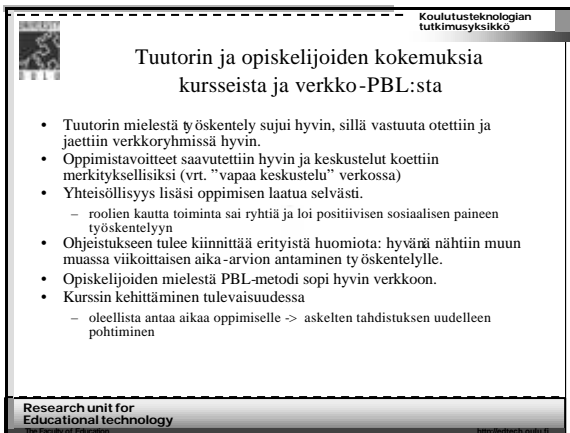 Koulutusteknologian
tutkimusyksikkö
Tuutorin ja opiskelijoiden kokemuksia
kursseista ja verkko-PBL:sta
• Tuutorin mielestä työskentely sujui hyvin, sillä vastuuta otettiin ja
jaettiin verkkoryhmissä hyvin.
• Oppimistavoitteet saavutettiin hyvin ja keskustelut koettiin
merkityksellisiksi (vrt. ”vapaa keskustelu” verkossa)
• Yhteisöllisyys lisäsi oppimisen laatua selvästi.
– roolien kautta toiminta sai ryhtiä ja loi positiivisen sosiaalisen paineen
työskentelyyn
• Ohjeistukseen tulee kiinnittää erityistä huomiota: hyvänä nähtiin muun
muassa viikoittaisen aika-arvion antaminen työskentelylle.
• Opiskelijoiden mielestä PBL-metodi sopi hyvin verkkoon.
• Kurssin kehittäminen tulevaisuudessa
– oleellista antaa aikaa oppimiselle -> askelten tahdistuksen uudelleen
pohtiminen
Research unit for
Educational technology
The Faculty of Education
http://edtech.oulu.fi